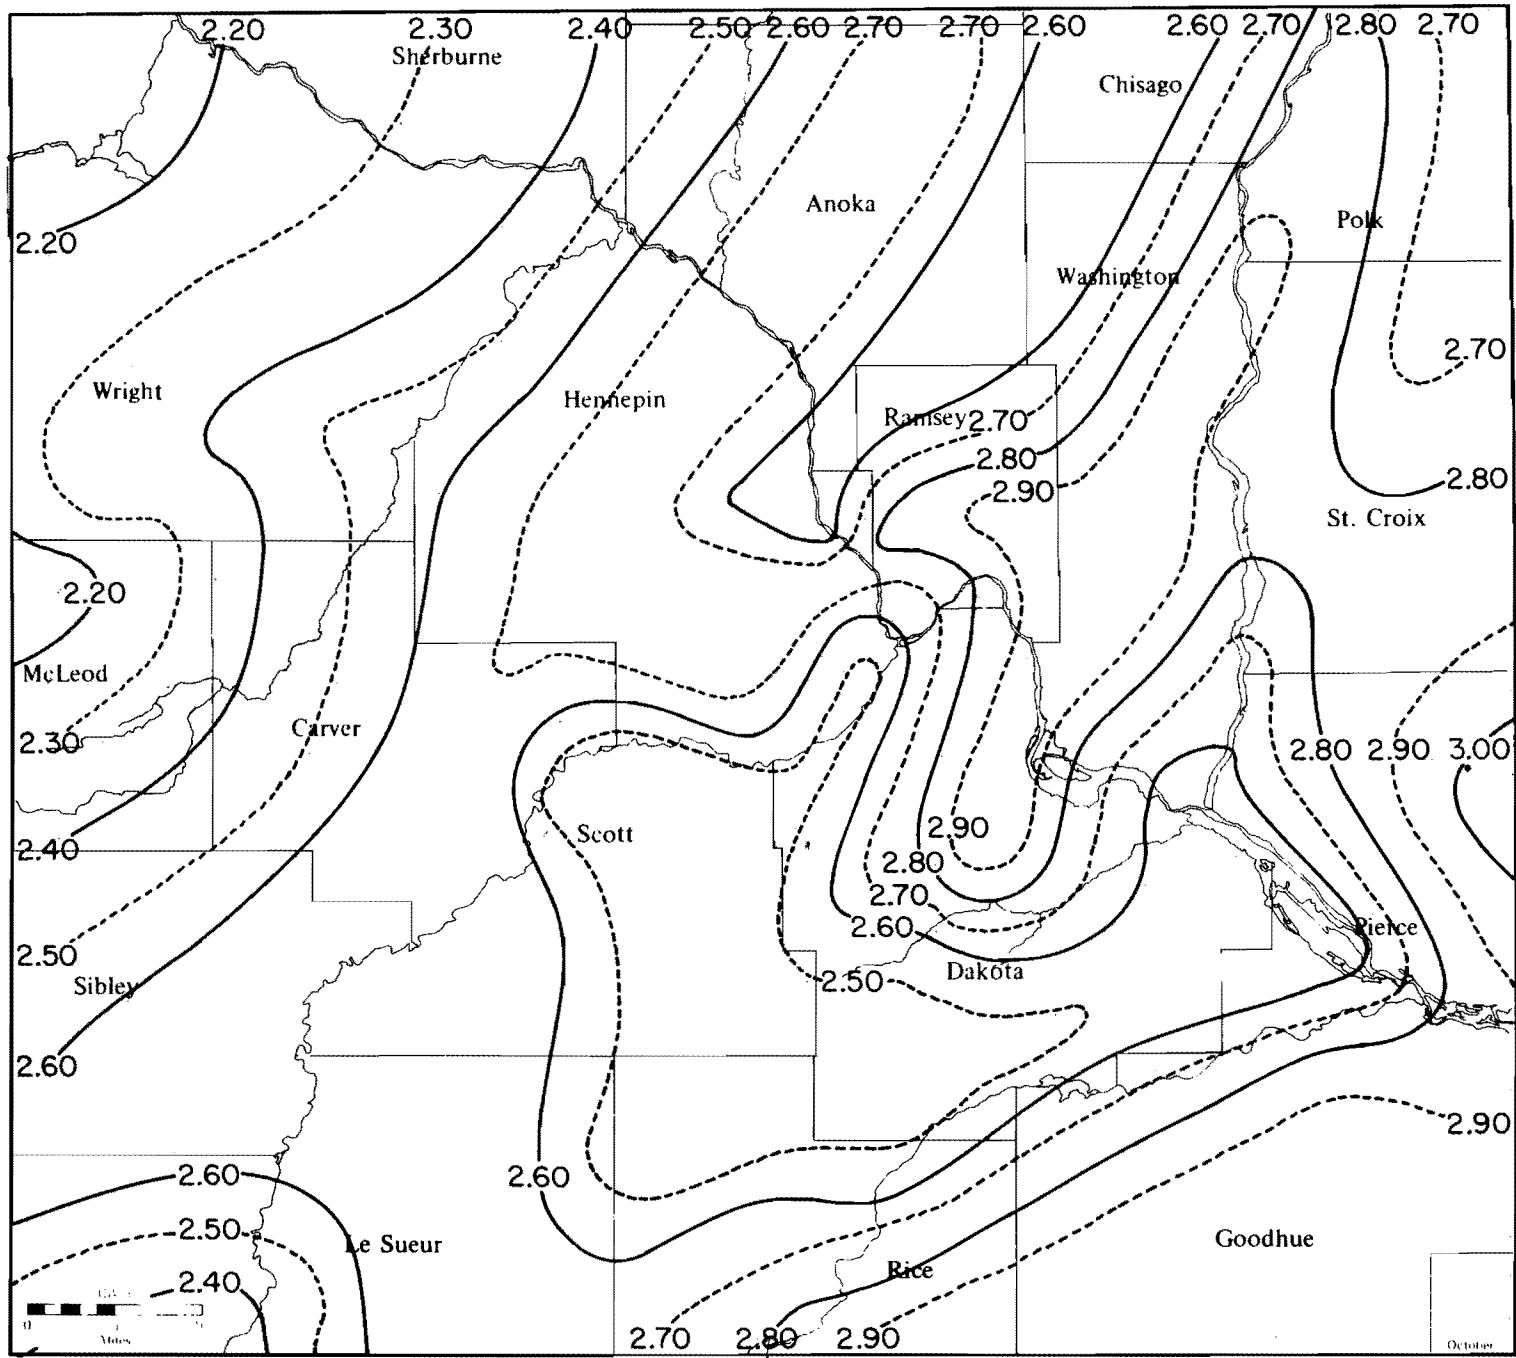 2.20 2.30 2.40 2.50 2.60 2.70 2.70 2.60 2.60 2.70 2.80 2.70
Sherburne
Chisago
Anoka
Polk
2.20
Washington
2.70
Wright
Hennepin
Ramsey 2.70
2.80
2.80
2.90
St. Croix
2.20
McLeod
Carver
2.30
2.80 2.90 3.00
2.90
Scott
2.40
2.80
2.70
2.60
Pierce
2.50
Dakota
2.50
Sibley
2.60
2.90
2.60
2.60
2.50
Le Sueur
Goodhue
Rice
2.40
0
Miles
2.70 2.80 2.90
October